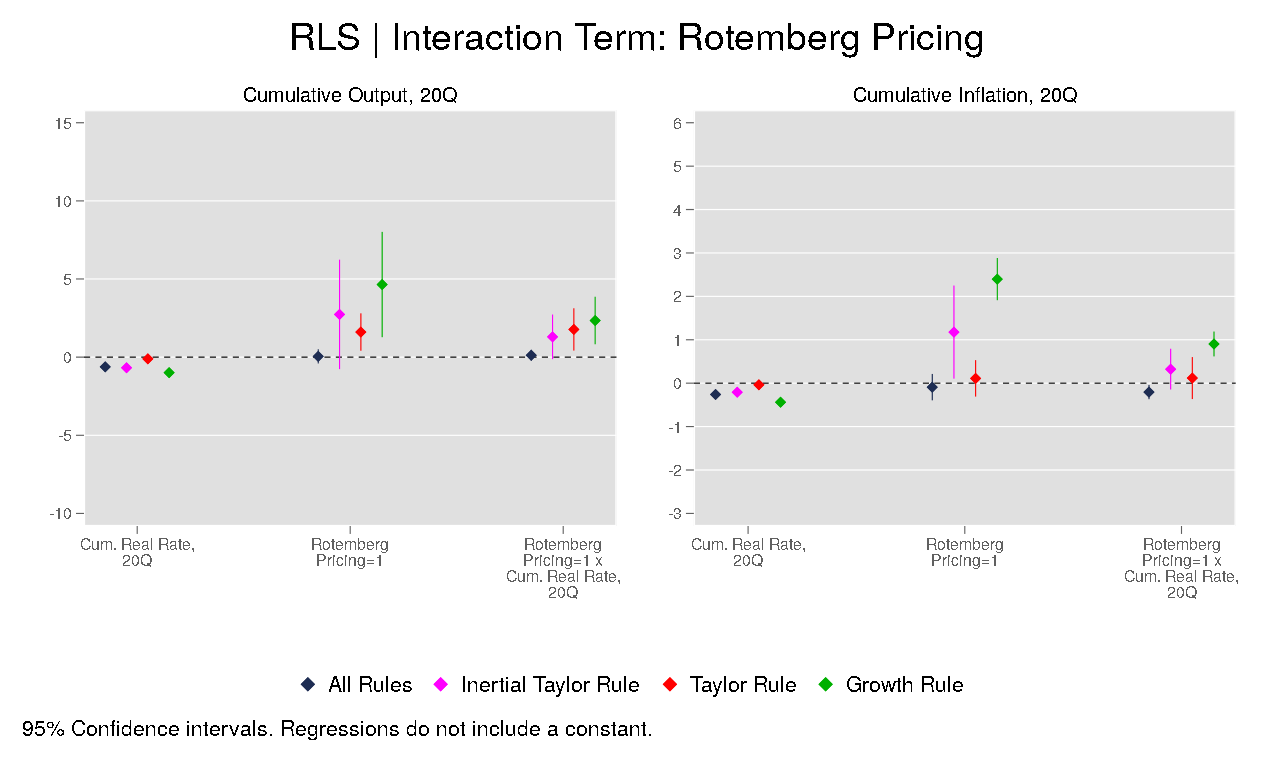 RLS | Interaction Term: Rotemberg Pricing
Cumulative Output, 20Q
15
10
5
0
-5
-10
Cum. Real Rate,
20Q
Rotemberg
Pricing=1
Rotemberg
Pricing=1 x
Cum. Real Rate,
20Q
Cumulative Inflation, 20Q
6
5
4
3
2
1
0
-1
-2
-3
Cum. Real Rate,
20Q
Rotemberg
Pricing=1
Rotemberg
Pricing=1 x
Cum. Real Rate,
20Q
All Rules Inertial Taylor Rule Taylor Rule Growth Rule
95% Confidence intervals. Regressions do not include a constant.